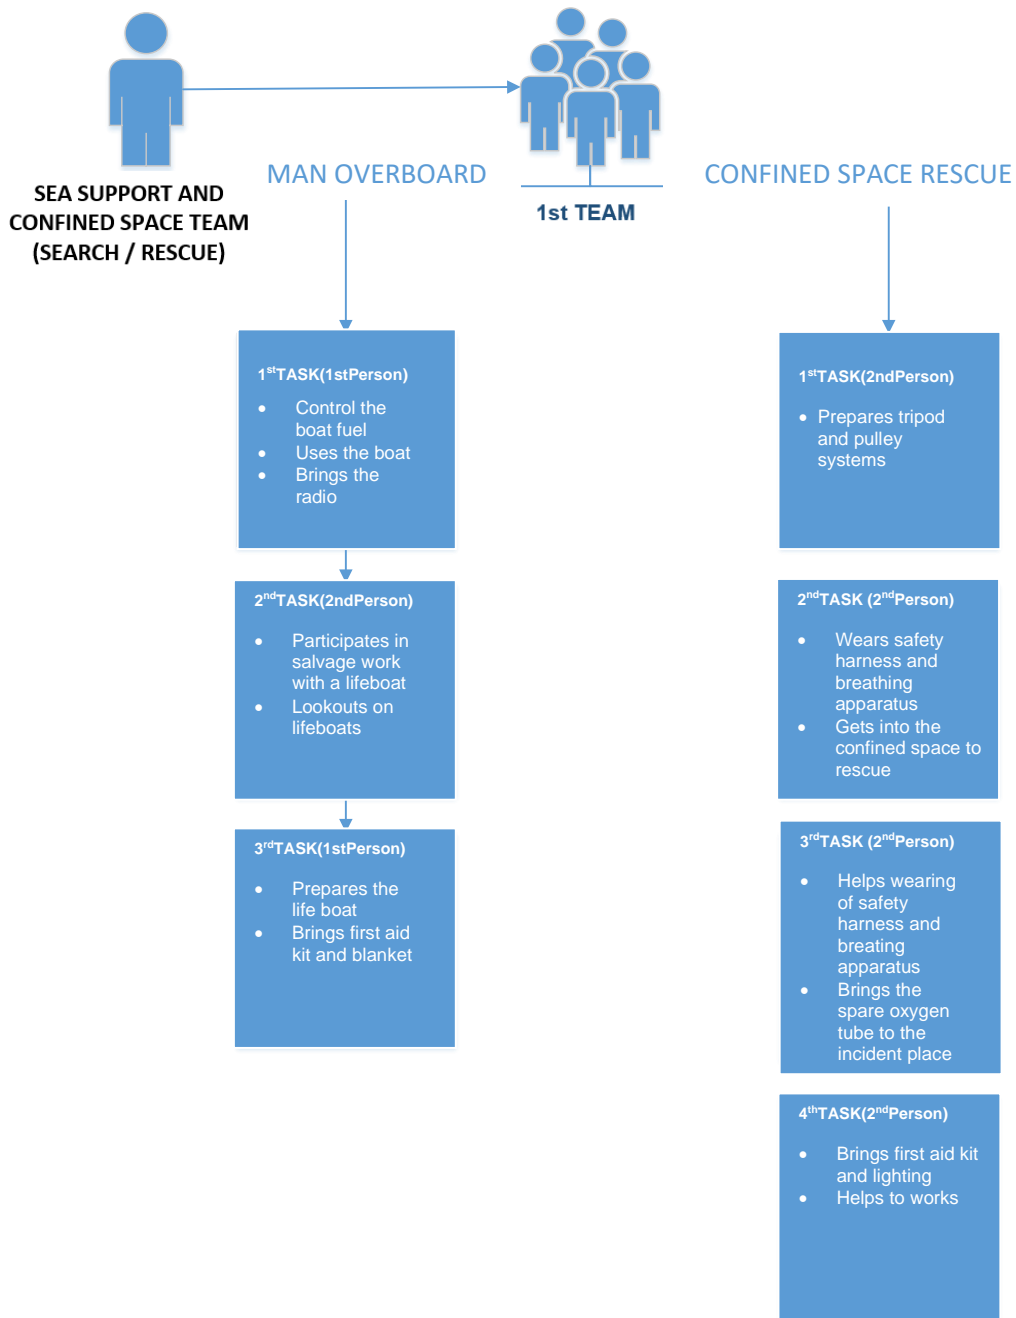 SEA SUPPORT AND
CONFINED SPACE TEAM
(SEARCH / RESCUE)
MAN OVERBOARD
1st TEAM
CONFINED SPACE RESCUE
1stTASK(1stPerson)
• Control the
boat fuel
• Uses the boat
• Brings the
radio
2ndTASK(2ndPerson)
• Participates in
salvage work
with a lifeboat
• Lookouts on
lifeboats
3rdTASK(1stPerson)
• Prepares the
life boat
• Brings first aid
kit and blanket
1stTASK(2ndPerson)
• Prepares tripod
and pulley
systems
2ndTASK (2ndPerson)
• Wears safety
harness and
breathing
apparatus
• Gets into the
confined space to
rescue
3rdTASK (2ndPerson)
• Helps wearing
of safety
harness and
breating
apparatus
• Brings the
spare oxygen
tube to the
incident place
4thTASK(2ndPerson)
• Brings first aid kit
and lighting
• Helps to works